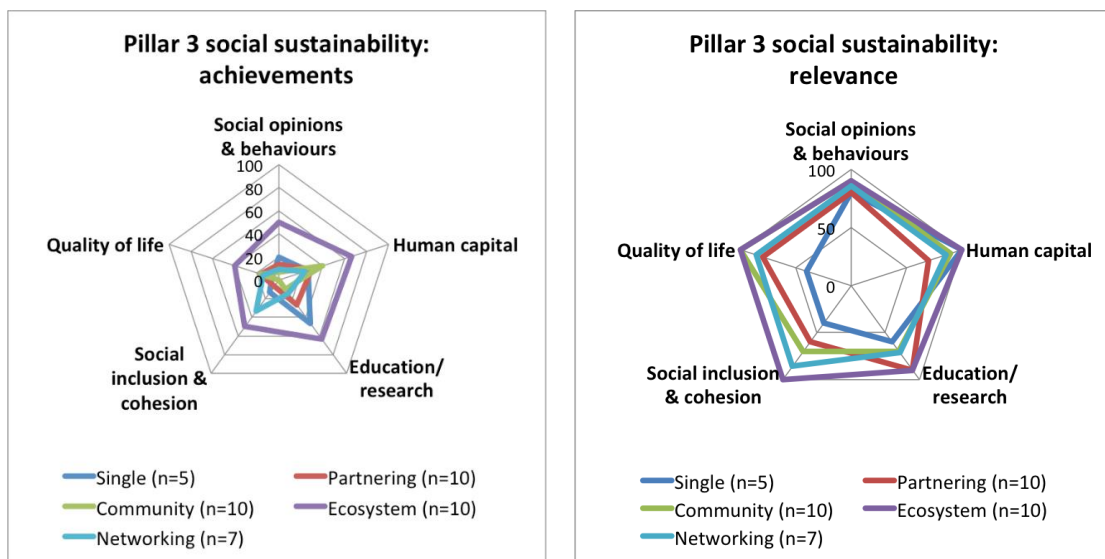 Pillar 3 social sustainability:
achievements
Social opinions
& behaviours
100
80
60
40
20
0
Quality of life
Human capital
Social
inclusion &
cohesion
Education/
research
Single (n=5)
Partnering (n=10)
Community (n=10)
Ecosystem (n=10)
Networking (n=7)
Pillar 3 social sustainability:
relevance
Social opinions
& behaviours
100
50
0
Quality of life
Human capital
Social inclusion
& cohesion
Education/
research
Single (n=5)
Partnering (n=10)
Community (n=10)
Ecosystem (n=10)
Networking (n=7)